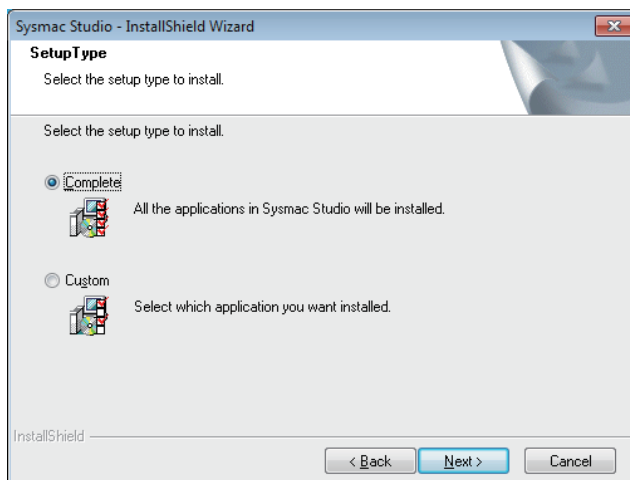 Sysmac Studio - InstallShield Wizard
SetupType
Select the setup type to install.
Select the setup type to install.
Complete
All the applications in Sysmac Studio will be installed.
Custom
Select which application you want installed.
InstallShield
< Back Next > Cancel